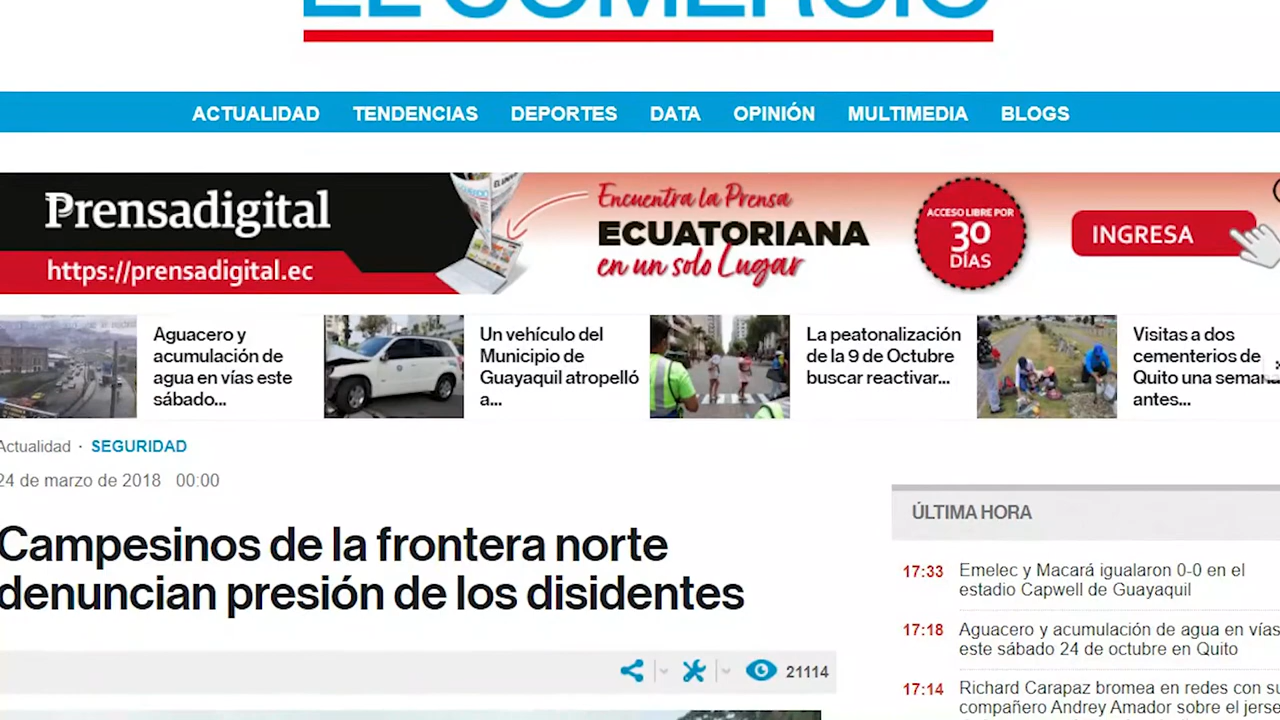 EL COMERCIO
ACTUALIDAD TENDENCIAS DEPORTES DATA OPINIÓN MULTIMEDIA BLOGS
Prensadigital
https://prensadigital.ec
Encuentra la Prensa
ECUATORIANA
en un solo Lugar
ACCESO LIBRE POR
30
DÍAS
INGRESA
Aguacero y
acumulación de
agua en vías este
sábado...
Un vehículo del
Municipio de
Guayaquil atropelló
a...
La peatonalización
de la 9 de Octubre
buscar reactivar...
Visitas a dos
cementerios de
Quito una semana
antes...
Actualidad · SEGURIDAD
24 de marzo de 2018 00:00
Campesinos de la frontera norte
denuncian presión de los disidentes
21114
ÚLTIMA HORA
17:33 Emelec y Macará igualaron 0-0 en el
estadio Capwell de Guayaquil
17:18 Aguacero y acumulación de agua en vías
este sábado 24 de octubre en Quito
17:14 Richard Carapaz bromea en redes con su
compañero Andrey Amador sobre el jerse